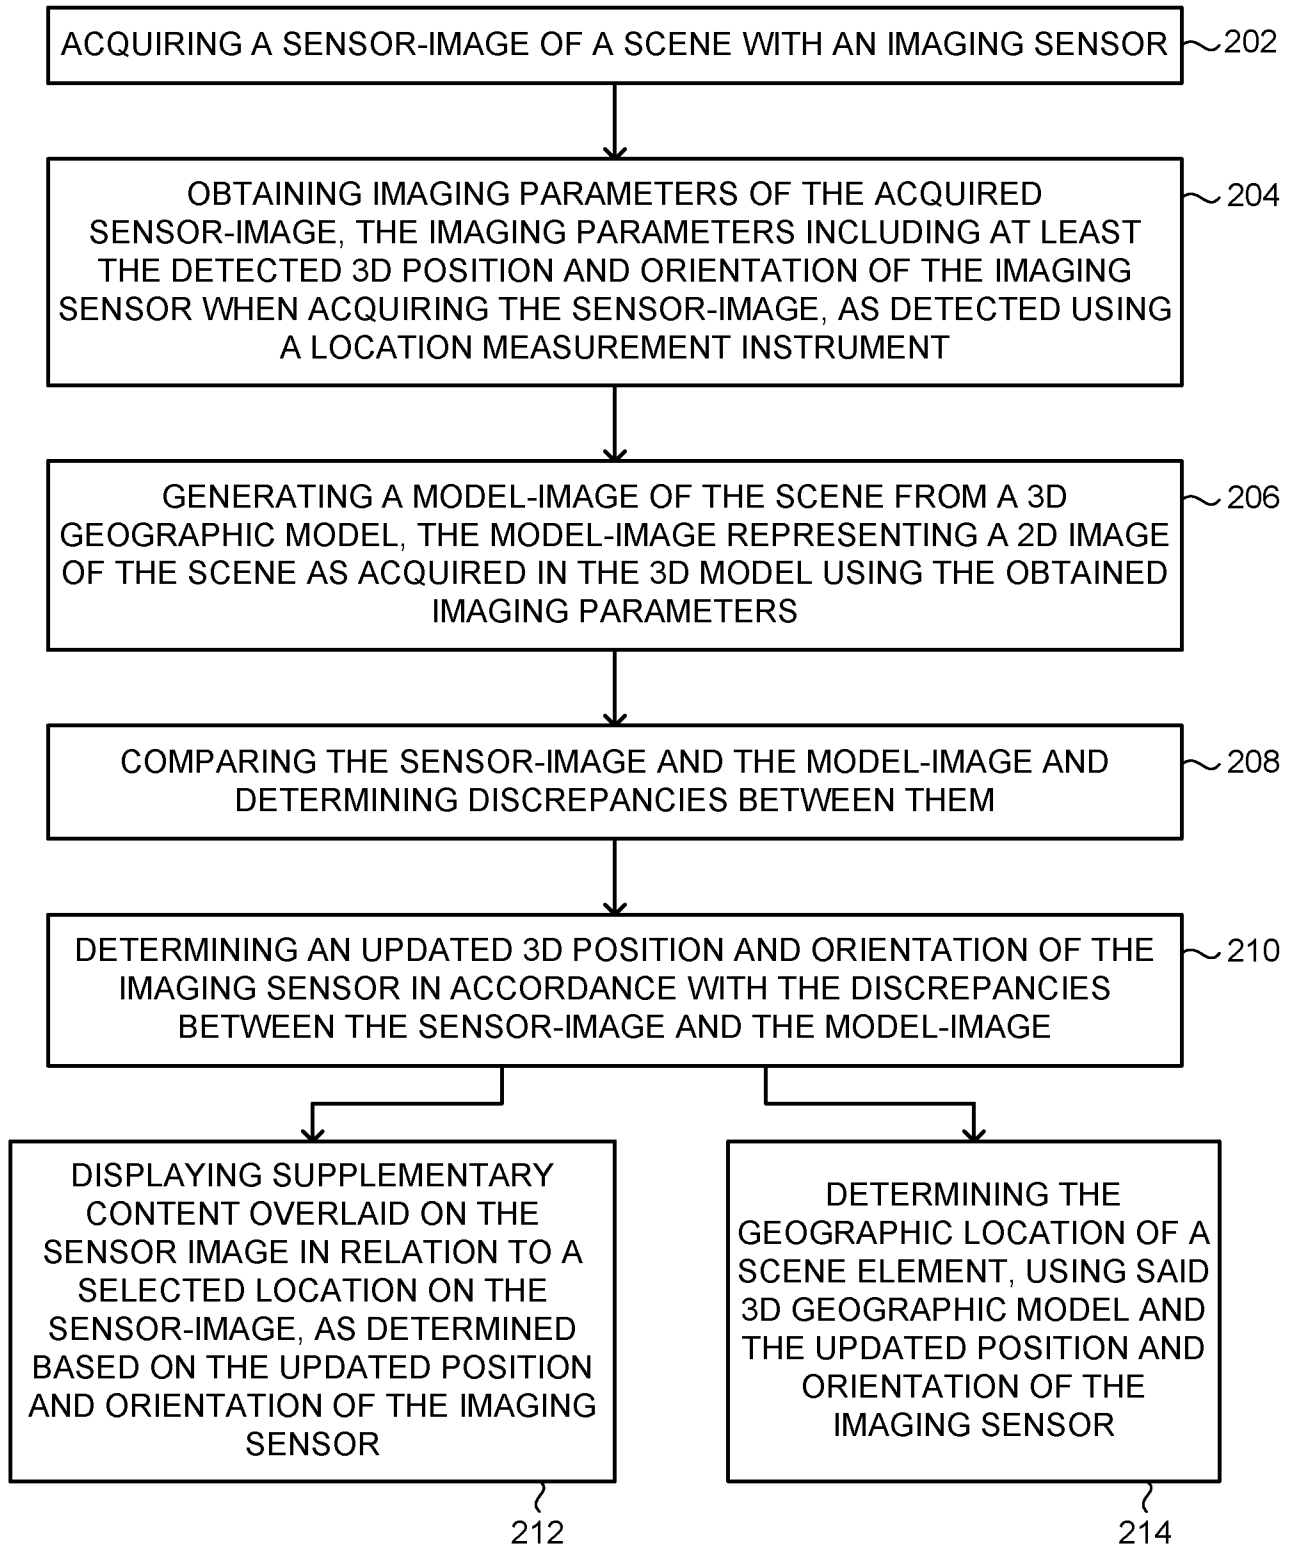 ACQUIRING A SENSOR-IMAGE OF A SCENE WITH AN IMAGING SENSOR
202
OBTAINING IMAGING PARAMETERS OF THE ACQUIRED
SENSOR-IMAGE, THE IMAGING PARAMETERS INCLUDING AT LEAST
THE DETECTED 3D POSITION AND ORIENTATION OF THE IMAGING
SENSOR WHEN ACQUIRING THE SENSOR-IMAGE, AS DETECTED USING
A LOCATION MEASUREMENT INSTRUMENT
204
GENERATING A MODEL-IMAGE OF THE SCENE FROM A 3D
GEOGRAPHIC MODEL, THE MODEL-IMAGE REPRESENTING A 2D IMAGE
OF THE SCENE AS ACQUIRED IN THE 3D MODEL USING THE OBTAINED
IMAGING PARAMETERS
206
COMPARING THE SENSOR-IMAGE AND THE MODEL-IMAGE AND
DETERMINING DISCREPANCIES BETWEEN THEM
208
DETERMINING AN UPDATED 3D POSITION AND ORIENTATION OF THE
IMAGING SENSOR IN ACCORDANCE WITH THE DISCREPANCIES
BETWEEN THE SENSOR-IMAGE AND THE MODEL-IMAGE
210
DISPLAYING SUPPLEMENTARY
CONTENT OVERLAID ON THE
SENSOR IMAGE IN RELATION TO A
SELECTED LOCATION ON THE
SENSOR-IMAGE, AS DETERMINED
BASED ON THE UPDATED POSITION
AND ORIENTATION OF THE IMAGING
SENSOR
212
DETERMINING THE
GEOGRAPHIC LOCATION OF A
SCENE ELEMENT, USING SAID
3D GEOGRAPHIC MODEL AND
THE UPDATED POSITION AND
ORIENTATION OF THE
IMAGING SENSOR
214